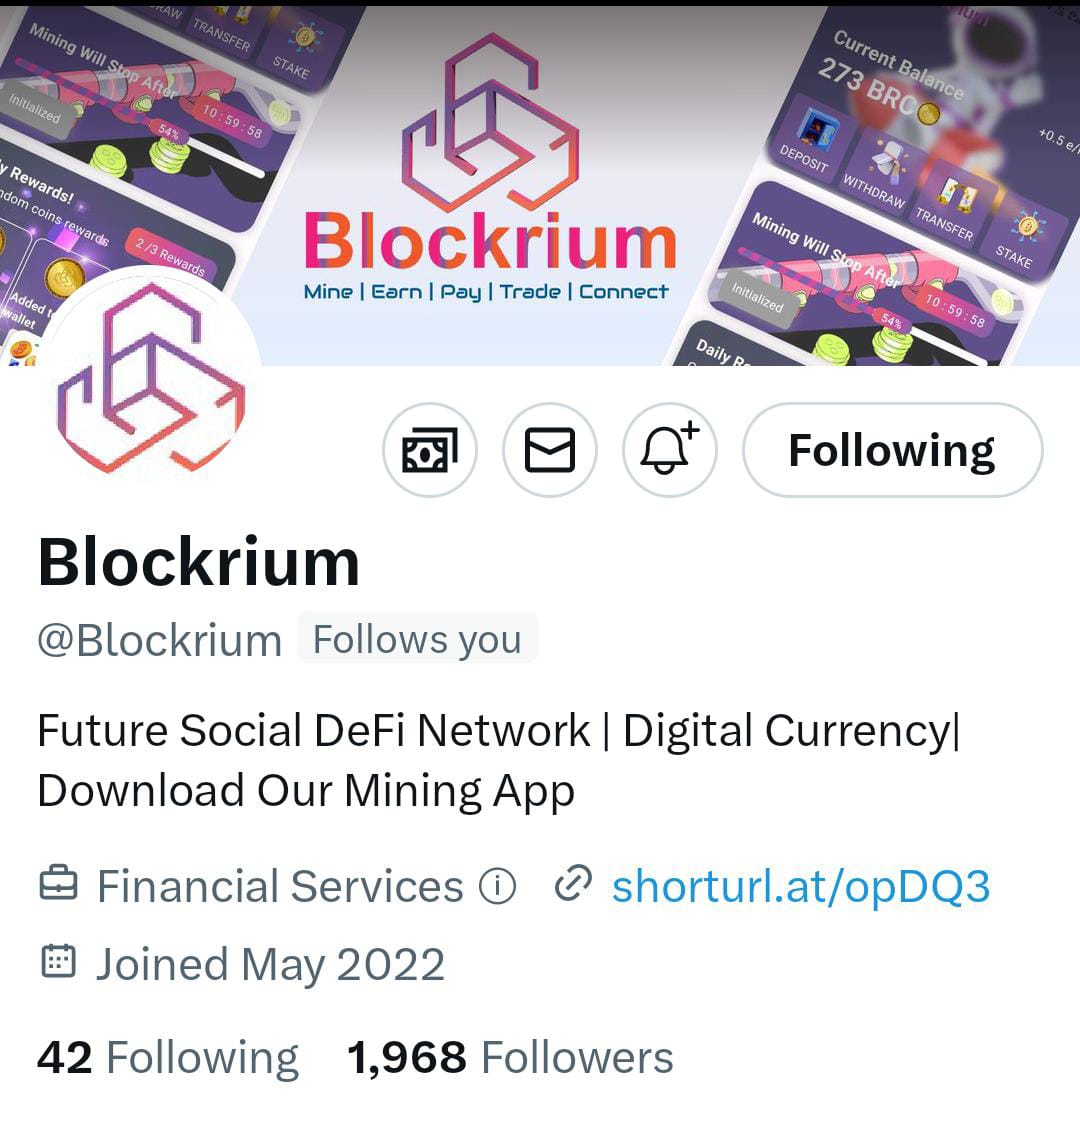 TRANSFER
STAKE
Mining Will Stop After
Initialized
54%
10 : 59 : 58
y Rewards!
ndom coins rewards
2 /3 Rewards
Added t
wallet
Blockrium
Mine | Earn | Pay | Trade | Connect
Current Balance
273 BRC
+0.5 e/
DEPOSIT
WITHDRAW
TRANSFER
STAKE
Mining Will Stop After
Initialized
54%
10 : 59 : 58
Daily Re
Following
Blockrium
@Blockrium Follows you
Future Social DeFi Network | Digital Currency|
Download Our Mining App
Financial Services shorturl.at/opDQ3
Joined May 2022
42 Following 1,968 Followers